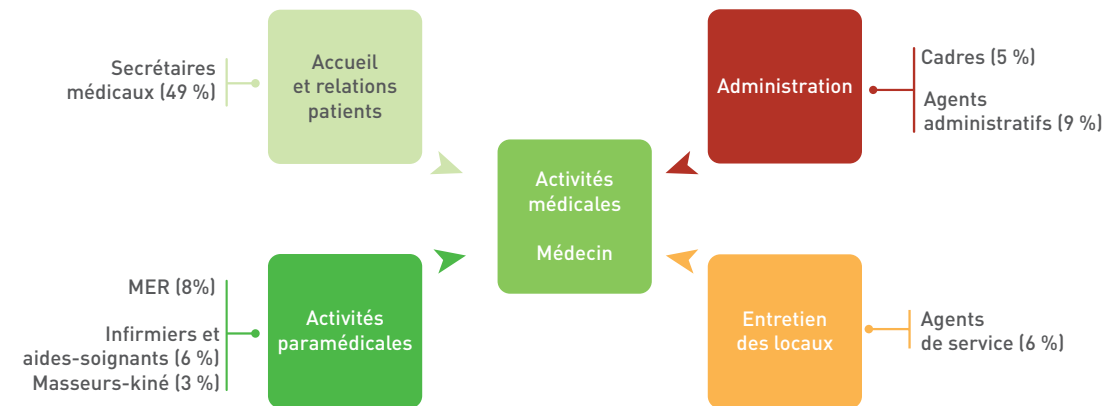 Secrétaires
médicaux (49 %)
Accueil
et relations
patients
Administration
Cadres (5 %)
Agents
administratifs (9 %)
Activités
médicales
Médecin
MER (8%)
Infirmiers et
aides-soignants (6 %)
Masseurs-kiné (3 %)
Activités
paramédicales
Entretien
des locaux
Agents
de service (6 %)